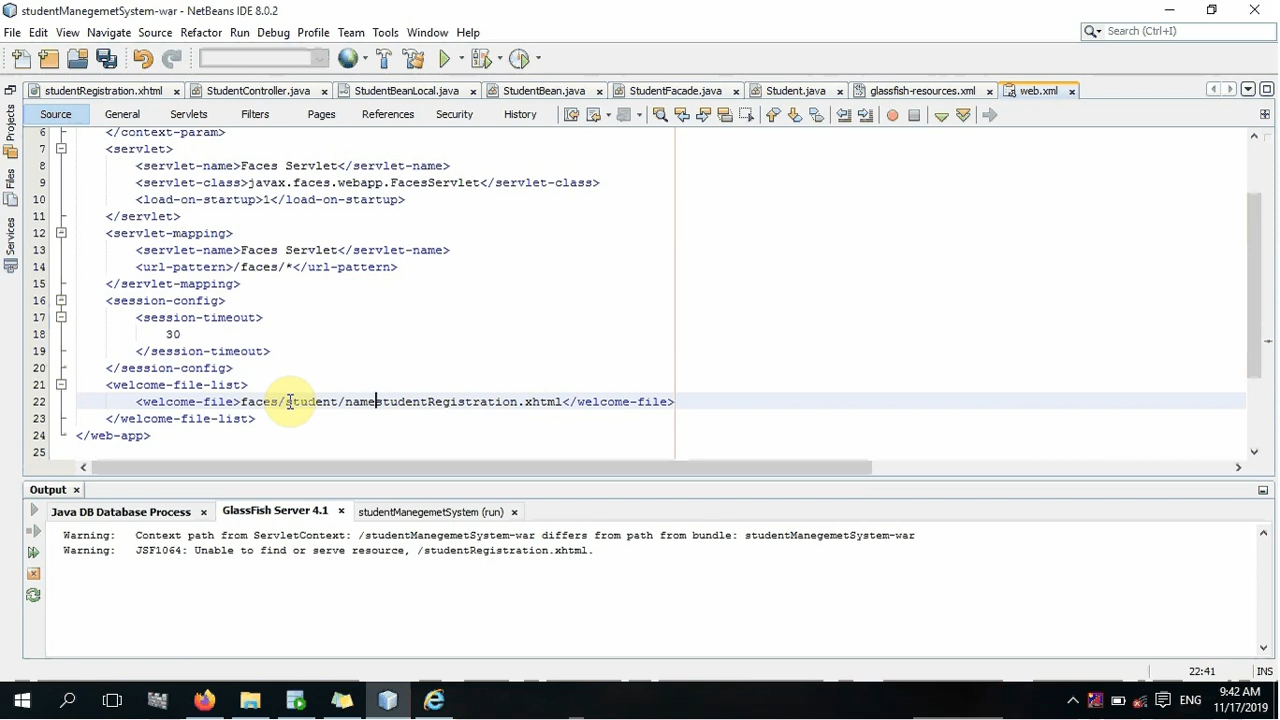 studentManegemetSystem-war - NetBeans IDE 8.0.2
File Edit View Navigate Source Refactor Run Debug Profile Team Tools Window Help
Search (Ctrl+I)
studentRegistration.xhtml StudentController.java StudentBeanLocal.java StudentBean.java StudentFacade.java Student.java glassfish-resources.xml web.xml
Source General Servlets Filters Pages References Security History
Projects
Files
Services
6 </context-param>
7 <servlet>
8 <servlet-name>Faces Servlet</servlet-name>
9 <servlet-class>javax.faces.webapp.FacesServlet</servlet-class>
10 <load-on-startup>1</load-on-startup>
11 </servlet>
12 <servlet-mapping>
13 <servlet-name>Faces Servlet</servlet-name>
14 <url-pattern>/faces/*</url-pattern>
15 </servlet-mapping>
16 <session-config>
17 <session-timeout>
18 30
19 </session-timeout>
20 </session-config>
21 <welcome-file-list>
22 <welcome-file>faces/student/namestudentRegistration.xhtml</welcome-file>
23 </welcome-file-list>
24 </web-app>
25
Output
Java DB Database Process GlassFish Server 4.1 studentManegemetSystem (run)
Warning: Context path from ServletContext: /studentManegemetSystem-war differs from path from bundle: studentManegemetSystem-war
Warning: JSF1064: Unable to find or serve resource, /studentRegistration.xhtml.
22:41 INS
ENG
9:42 AM
11/17/2019